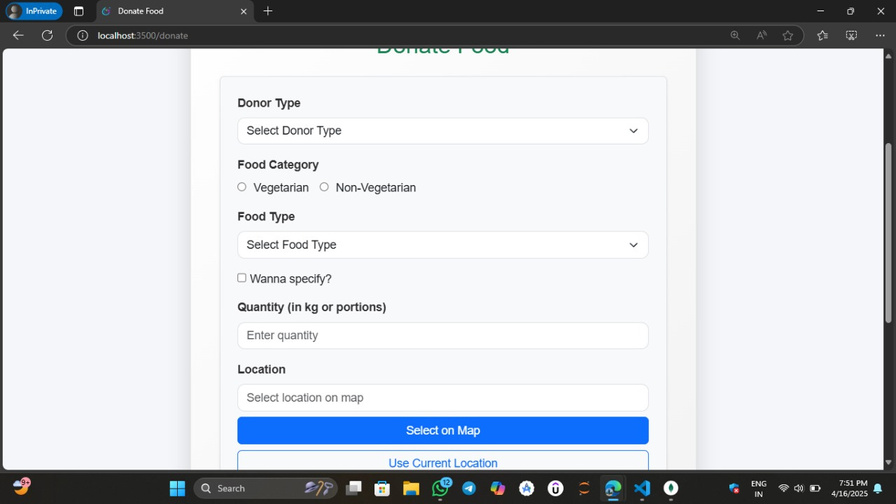 InPrivate
Donate Food
localhost:3500/donate
Donate Food
Donor Type
Select Donor Type
Food Category
Vegetarian Non-Vegetarian
Food Type
Select Food Type
Wanna specify?
Quantity (in kg or portions)
Enter quantity
Location
Select location on map
Select on Map
Use Current Location
9+
Search
12
ENG
IN
7:51 PM
4/16/2025